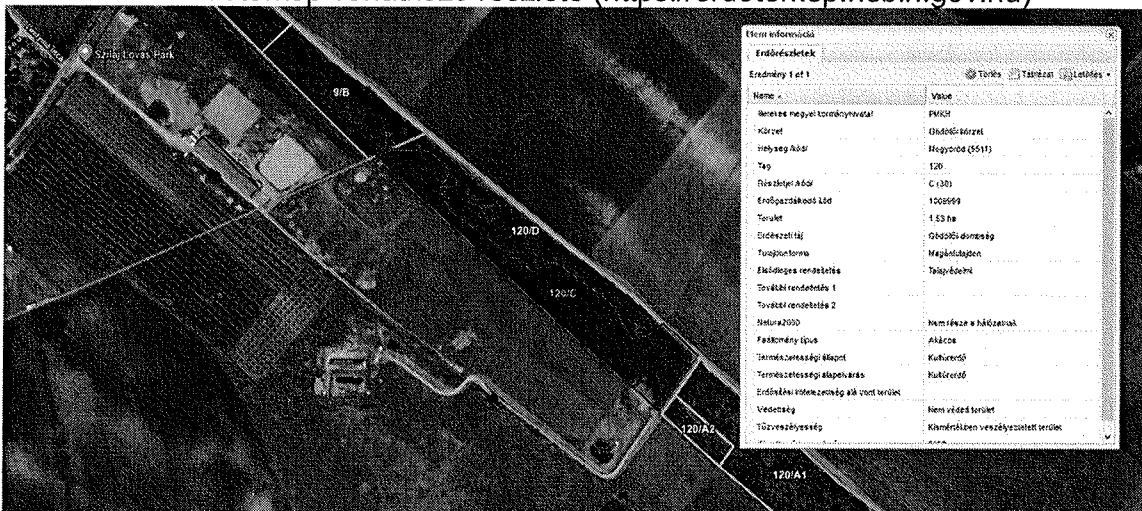 Szilaj Lovas Park
9/B
120/D
120/C
120/A2
120/A1
Elem információ
Erdőrészletek
Eredmény 1 of 1
Törlés Táblázat Letöltés
Name Value
Illetékes megyei kormányhivatal PMKH
Körzet Gödöllői körzet
Helység /kód/ Mogyoród (5511)
Tag 120
Részletjel /kód/ C (30)
Erdőgazdálkodó kód
Terület 1,53 ha
Erdészeti táj Gödöllői dombság
Tulajdonforma Magántulajdon
Elsődleges rendeltetés Talajvédelmi
További rendeltetés 1
További rendeltetés 2
Natura2000 Nem része a hálózatnak
Faállomány típus Akácos
Természetességi állapot Kultúrerdő
Természetességi alapelvárás Kultúrerdő
Erdősítési kötelezettség alá vont terület
Védettség Nem védett terület
Tűzveszélyesség Kismértékben veszélyeztetett terület